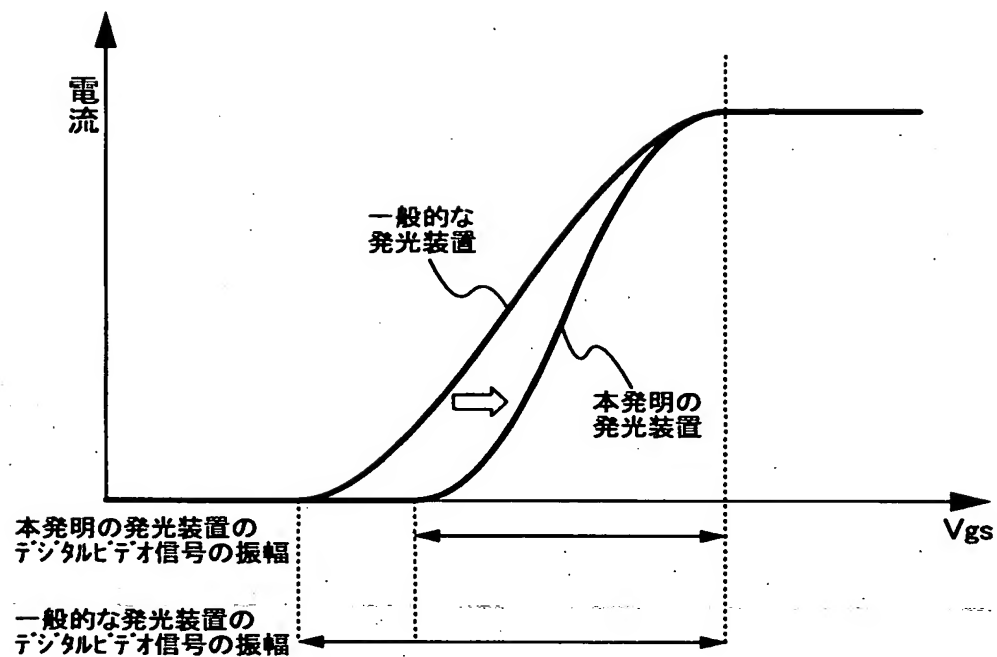 電
流
一般的な
発光装置
本発明の
発光装置
Vgs
本発明の発光装置の
ﾃﾞｼﾞﾀﾙﾋﾞﾃﾞｵ信号の振幅
一般的な発光装置の
ﾃﾞｼﾞﾀﾙﾋﾞﾃﾞｵ信号の振幅